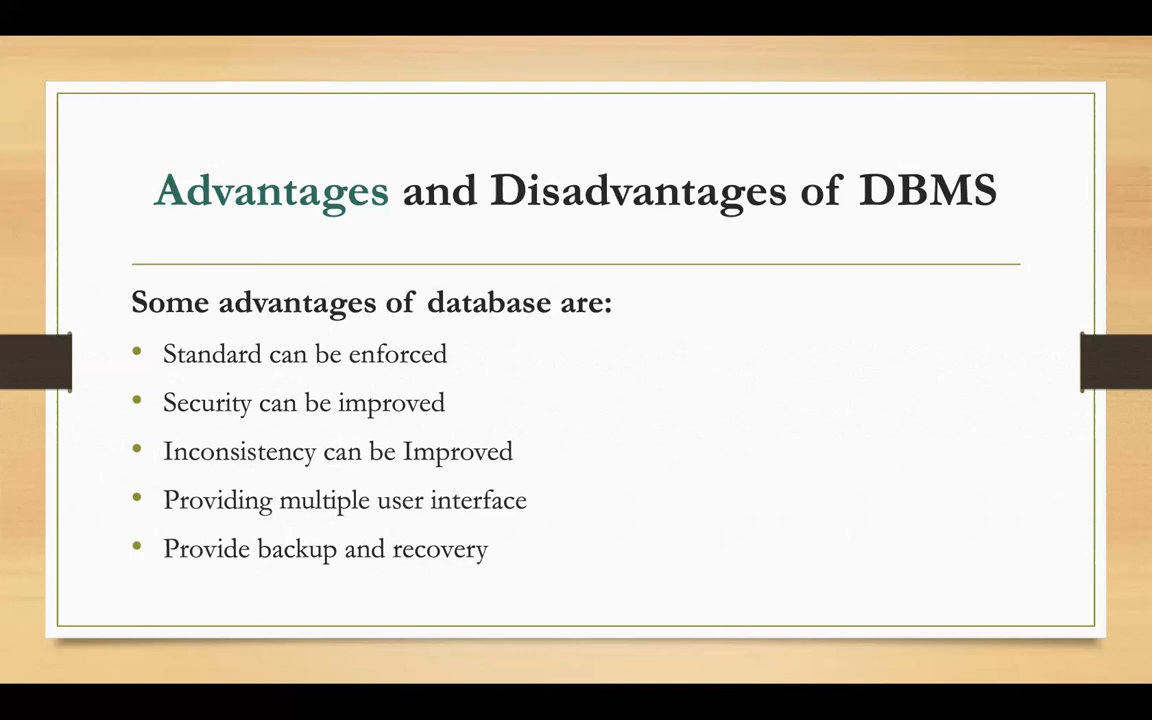 Advantages and Disadvantages of DBMS
Some advantages of database are:
• Standard can be enforced
• Security can be improved
• Inconsistency can be Improved
• Providing multiple user interface
• Provide backup and recovery